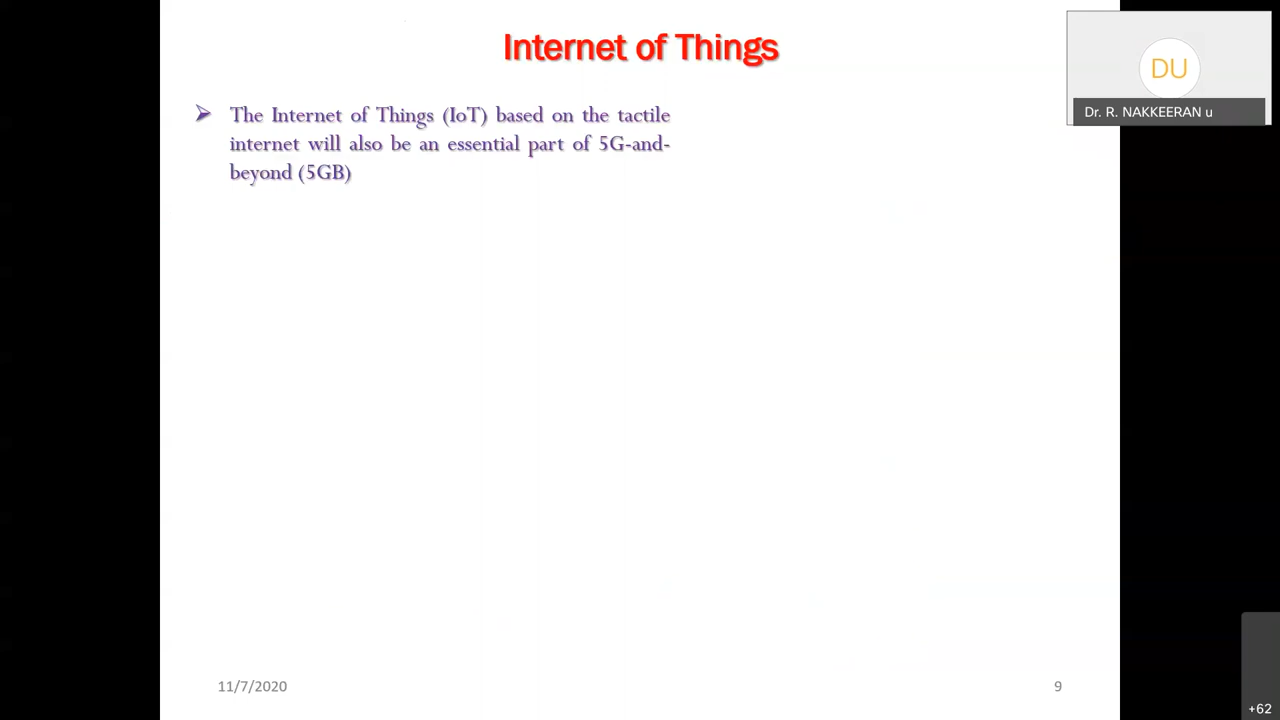 Internet of Things
DU
Dr. R. NAKKEERAN u
➢ The Internet of Things (IoT) based on the tactile
internet will also be an essential part of 5G-and-
beyond (5GB)
11/7/2020
9
+62